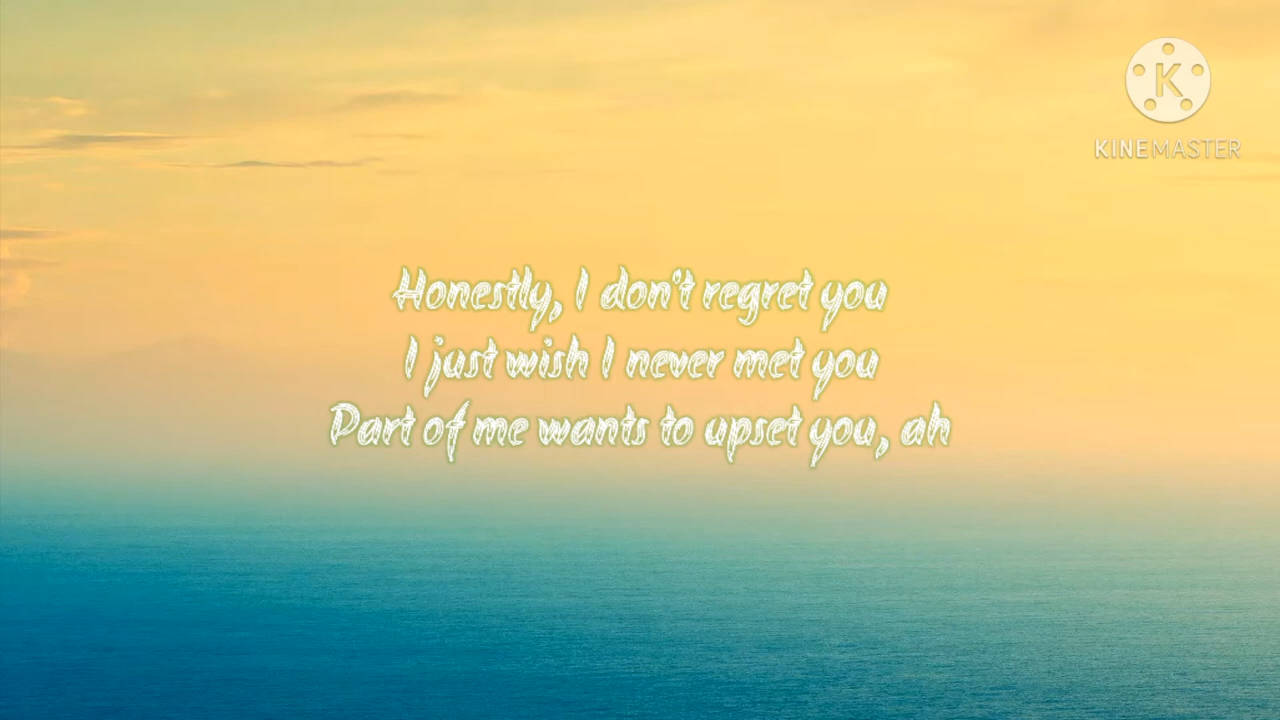 K
KINEMASTER
Honestly, I don't regret you
I just wish I never met you
Part of me wants to upset you, ah